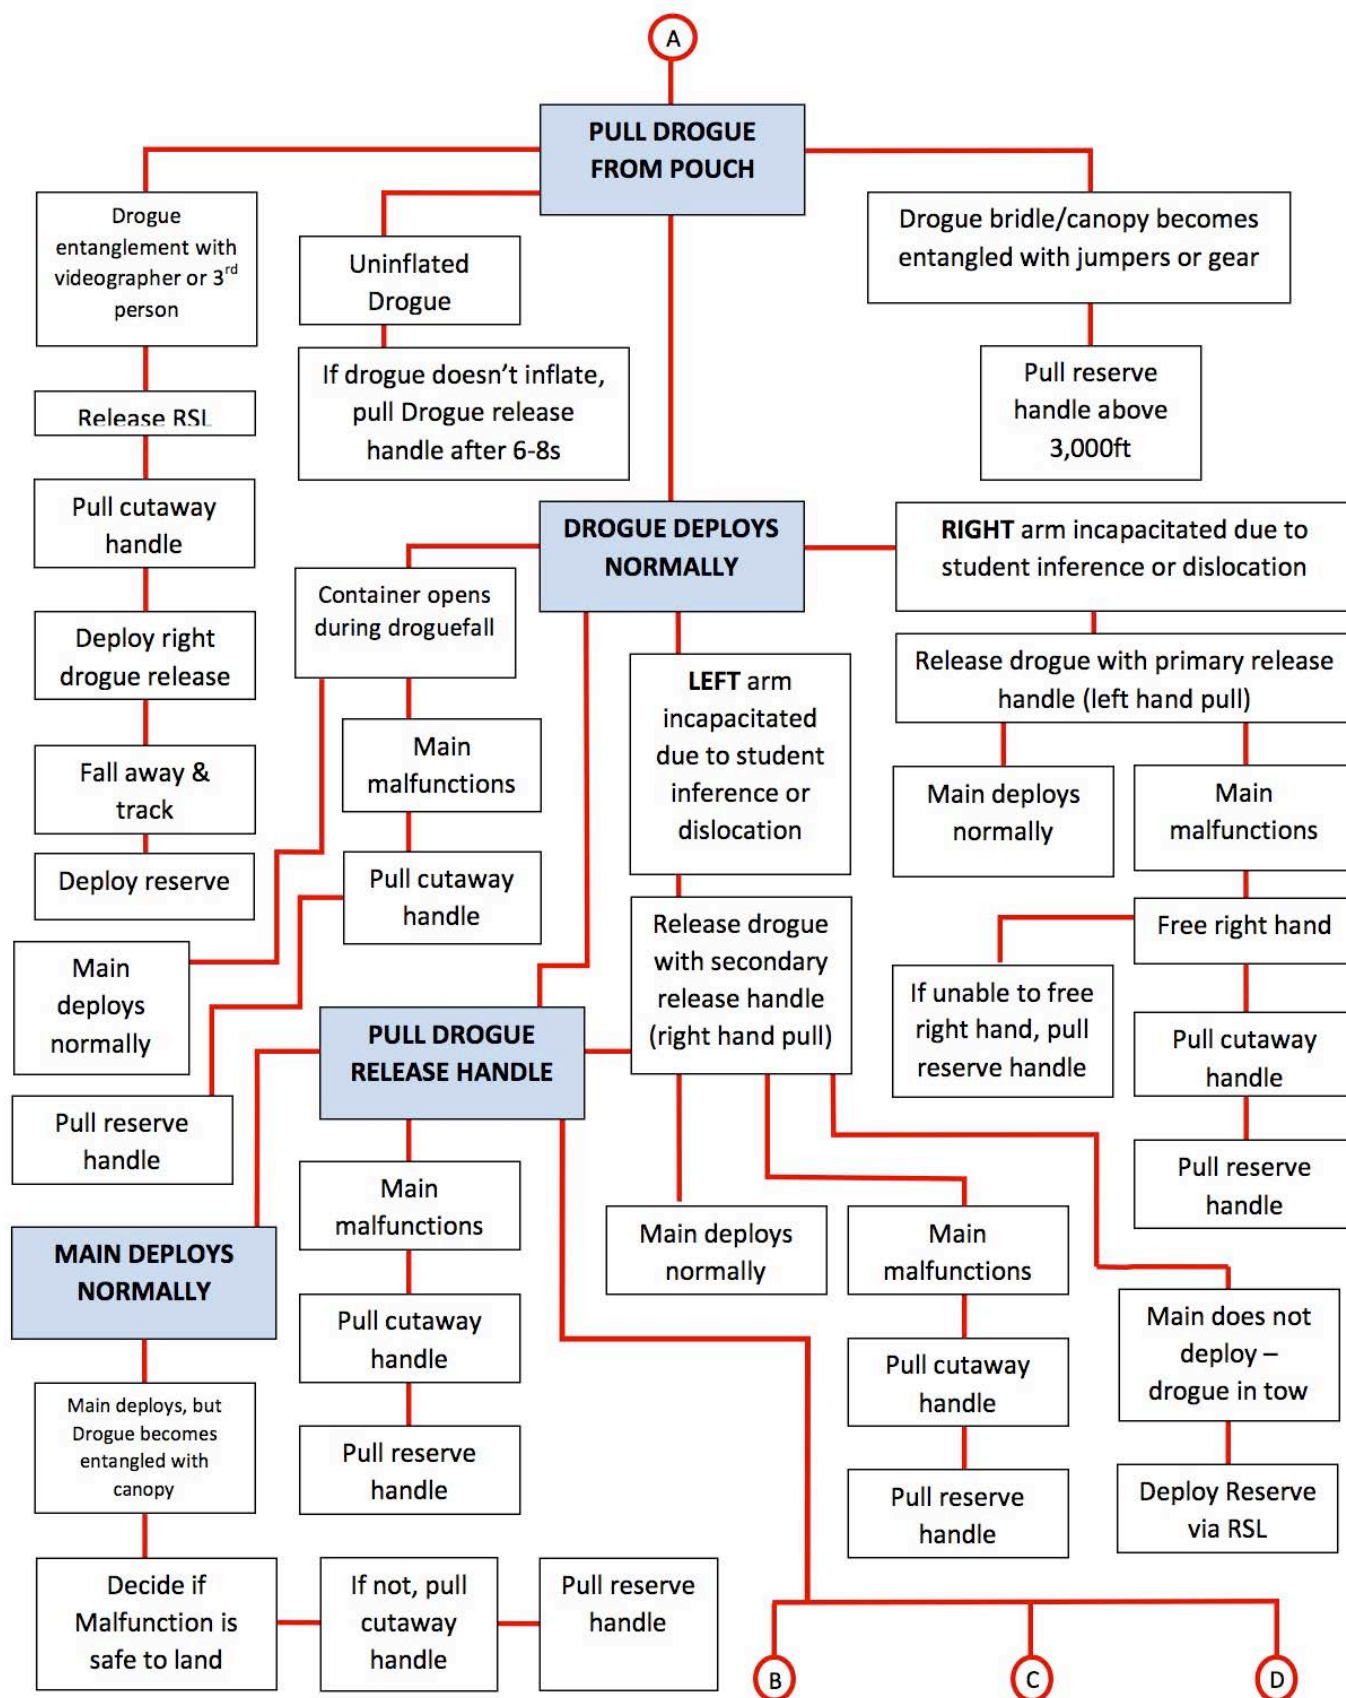 A
PULL DROGUE
FROM POUCH
Drogue
entanglement with
videographer or 3rd
person
Uninflated
Drogue
Drogue bridle/canopy becomes
entangled with jumpers or gear
If drogue doesn't inflate,
pull Drogue release
handle after 6-8s
Pull reserve
handle above
3,000ft
Release RSL
Pull cutaway
handle
DROGUE DEPLOYS
NORMALLY
RIGHT arm incapacitated due to
student inference or dislocation
Container opens
during droguefall
Deploy right
drogue release
LEFT arm
incapacitated
due to student
inference or
dislocation
Release drogue with primary release
handle (left hand pull)
Fall away &
track
Main
malfunctions
Main deploys
normally
Main
malfunctions
Deploy reserve
Pull cutaway
handle
Release drogue
with secondary
release handle
(right hand pull)
Free right hand
Main
deploys
normally
If unable to free
right hand, pull
reserve handle
PULL DROGUE
RELEASE HANDLE
Pull cutaway
handle
Pull reserve
handle
Main
malfunctions
Pull reserve
handle
MAIN DEPLOYS
NORMALLY
Main deploys
normally
Main
malfunctions
Pull cutaway
handle
Main does not
deploy –
drogue in tow
Main deploys, but
Drogue becomes
entangled with
canopy
Pull cutaway
handle
Pull reserve
handle
Pull reserve
handle
Deploy Reserve
via RSL
Decide if
Malfunction is
safe to land
If not, pull
cutaway
handle
Pull reserve
handle
B
C
D